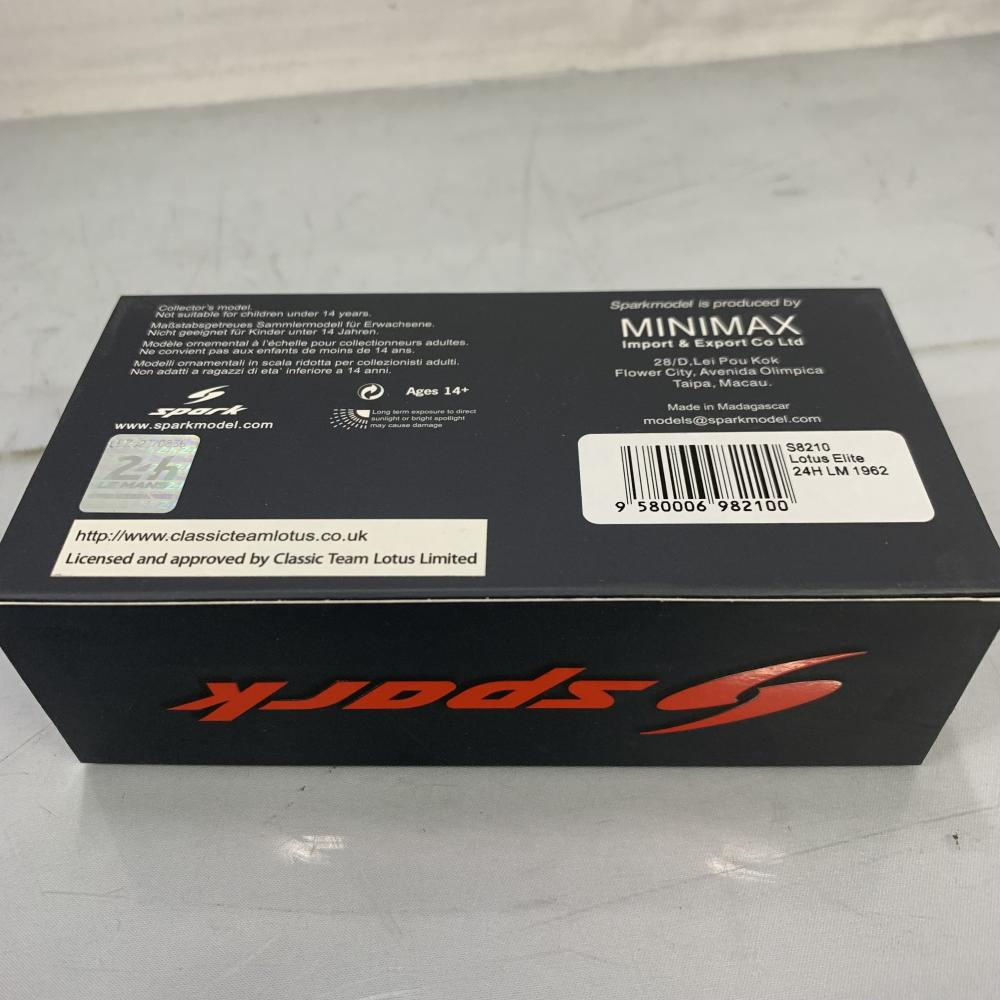 Collector's model.
Not suitable for children under 14 years.
Maßstabsgetreues Sammlermodell für Erwachsene.
Nicht geeignet für Kinder unter 14 Jahren.
Modèle ornemental à l'échelle pour collectionneurs adultes.
Ne convient pas aux enfants de moins de 14 ans.
Modelli ornamentali in scala ridotta per collezionisti adulti.
Non adatti a ragazzi di eta' inferiore a 14 anni.
Ages 14+
spark
www.sparkmodel.com
Long term exposure to direct
sunlight or bright spotlight
may cause damage
24h
LE MANS
http://www.classicteamlotus.co.uk
Licensed and approved by Classic Team Lotus Limited
Sparkmodel is produced by
MINIMAX
Import & Export Co Ltd
28/D,Lei Pou Kok
Flower City, Avenida Olimpica
Taipa, Macau.
Made in Madagascar
models@sparkmodel.com
S8210
Lotus Elite
24H LM 1962
9 580006 982100
spark